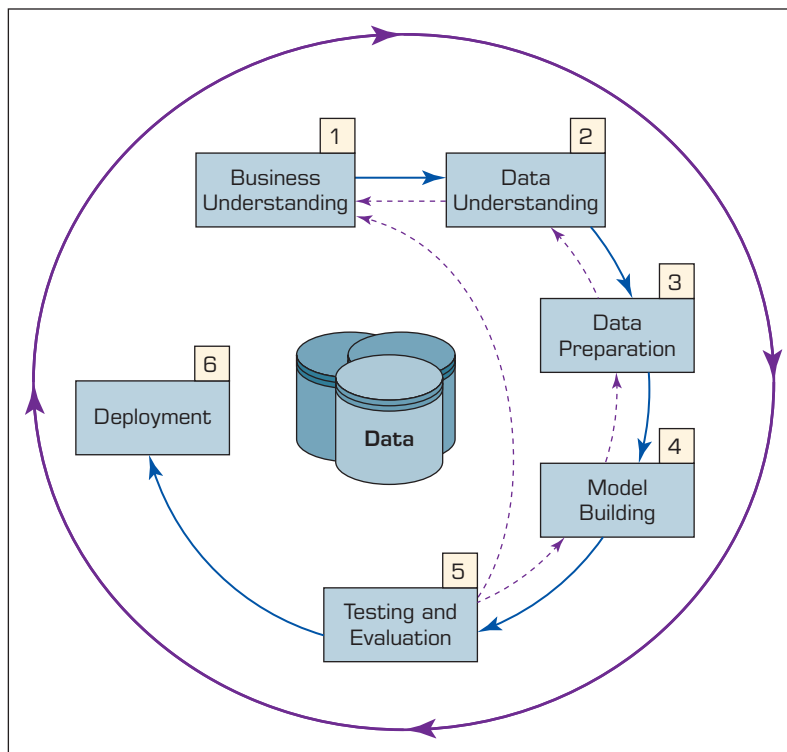 1
Business
Understanding
2
Data
Understanding
3
Data
Preparation
4
Model
Building
5
Testing and
Evaluation
6
Deployment
Data